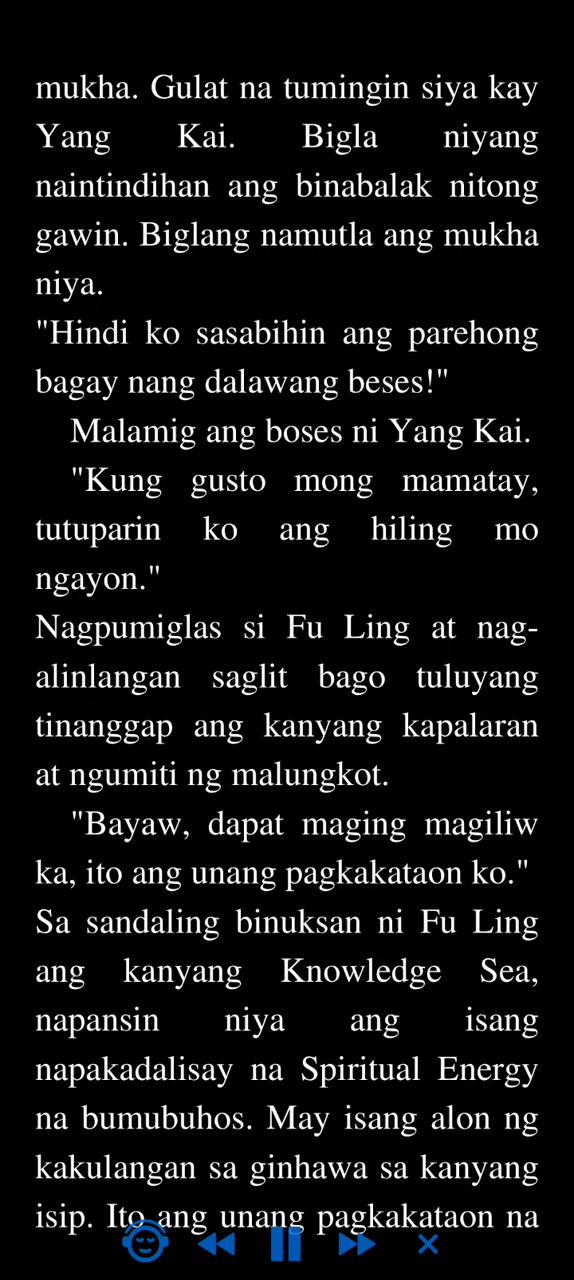 mukha. Gulat na tumingin siya kay
Yang Kai. Bigla niyang
naintindihan ang binabalak nitong
gawin. Biglang namutla ang mukha
niya.
"Hindi ko sasabihin ang parehong
bagay nang dalawang beses!"
Malamig ang boses ni Yang Kai.
"Kung gusto mong mamatay,
tutuparin ko ang hiling mo
ngayon."
Nagpumiglas si Fu Ling at nag-
alinlangan saglit bago tuluyang
tinanggap ang kanyang kapalaran
at ngumiti ng malungkot.
"Bayaw, dapat maging magiliw
ka, ito ang unang pagkakataon ko."
Sa sandaling binuksan ni Fu Ling
ang kanyang Knowledge Sea,
napansin niya ang isang
napakadalisay na Spiritual Energy
na bumubuhos. May isang alon ng
kakulangan sa ginhawa sa kanyang
isip. Ito ang unang pagkakataon na